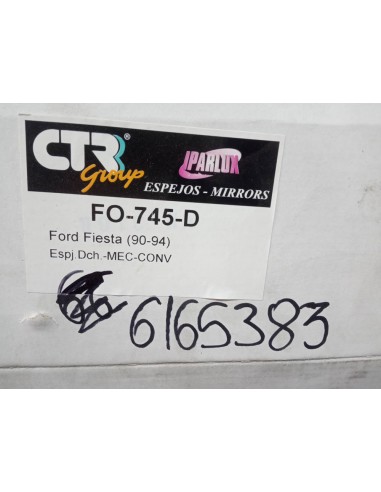 CTR® Group
IPARLUX
ESPEJOS - MIRRORS
FO-745-D
Ford Fiesta (90-94)
Espj.Dch.-MEC-CONV
6165383